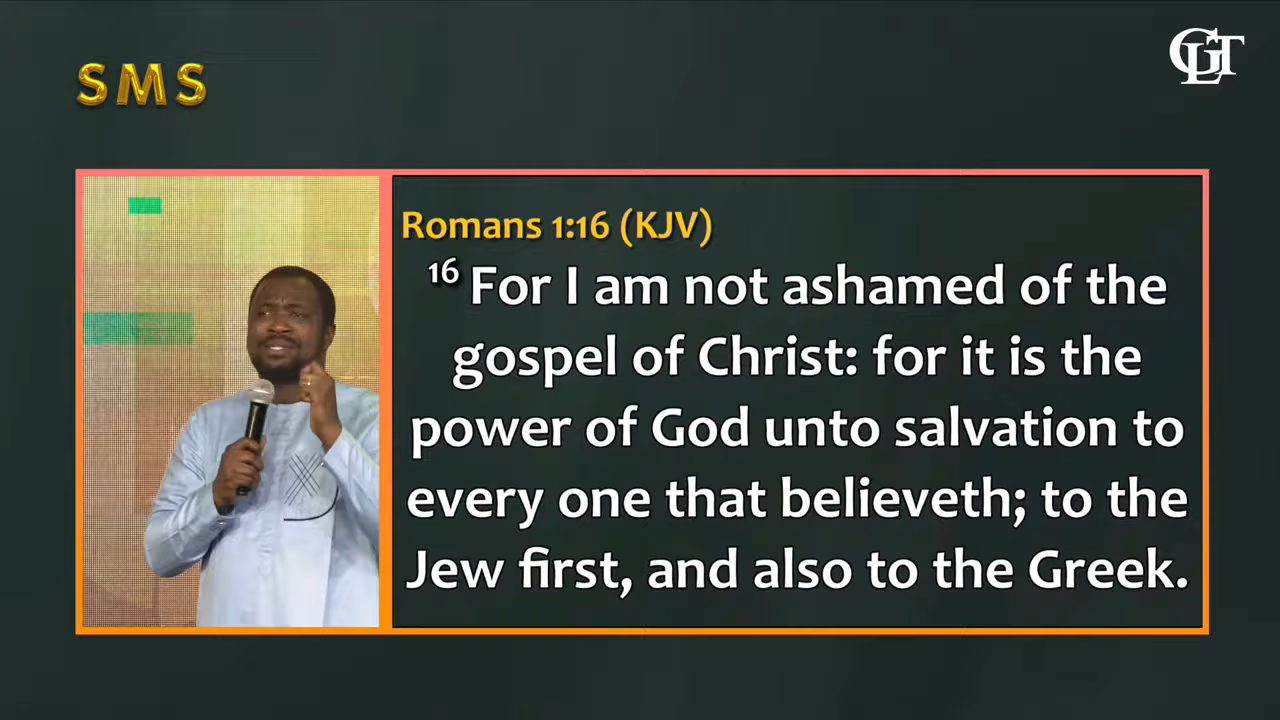 SMS
GLT
Romans 1:16 (KJV)
16 For I am not ashamed of the
gospel of Christ: for it is the
power of God unto salvation to
every one that believeth; to the
Jew first, and also to the Greek.